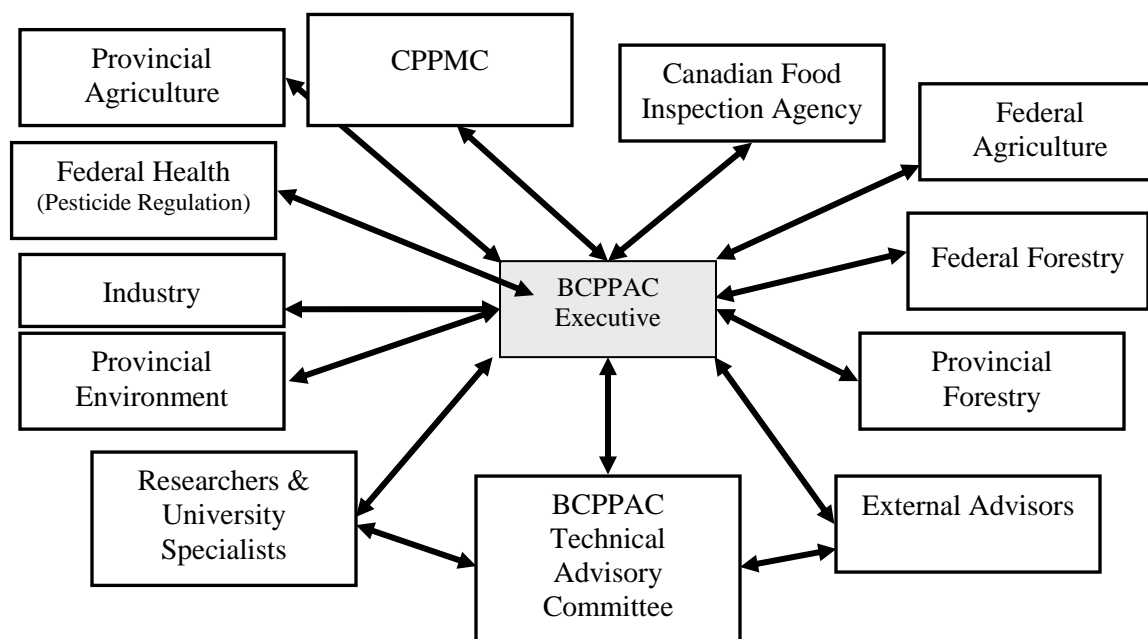 Provincial
Agriculture
CPPMC
Canadian Food
Inspection Agency
Federal
Agriculture
Federal Health
(Pesticide Regulation)
Federal Forestry
Industry
BCPPAC
Executive
Provincial
Environment
Provincial
Forestry
Researchers &
University
Specialists
BCPPAC
Technical
Advisory
Committee
External Advisors